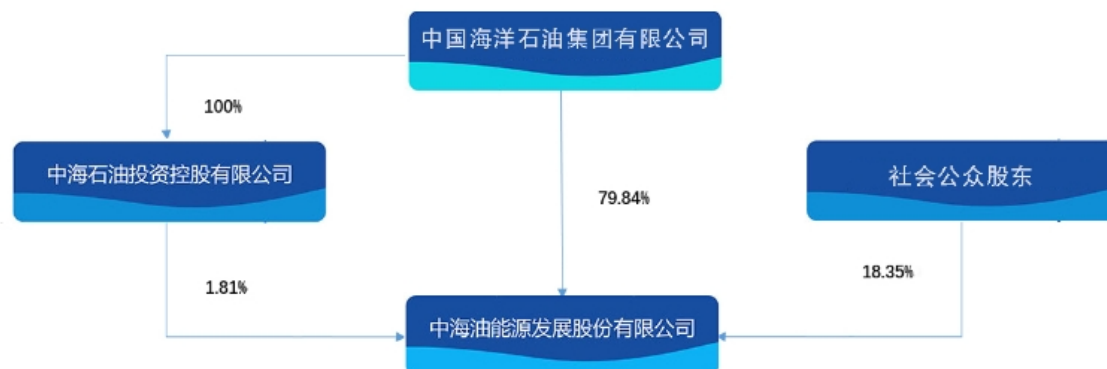 中国海洋石油集团有限公司
100%
中海石油投资控股有限公司
社会公众股东
79.84%
18.35%
1.81%
中海油能源发展股份有限公司